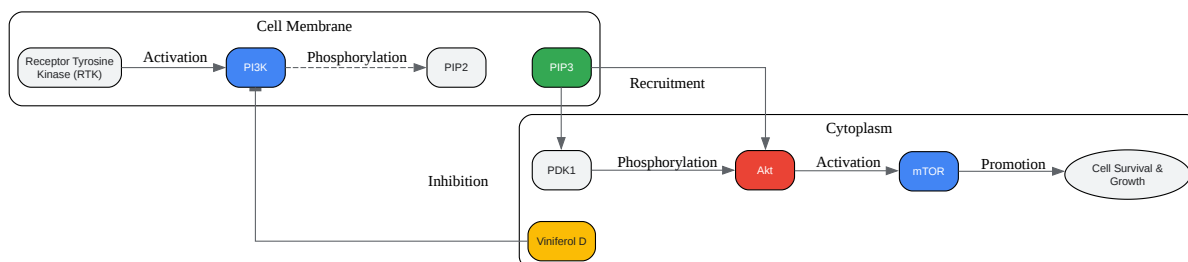 Cell Membrane
Receptor Tyrosine
Kinase (RTK)
Activation
PI3K
Phosphorylation
PIP2
PIP3
Recruitment
Cytoplasm
PDK1
Phosphorylation
Akt
Activation
mTOR
Promotion
Cell Survival &
Growth
Inhibition
Viniferol D